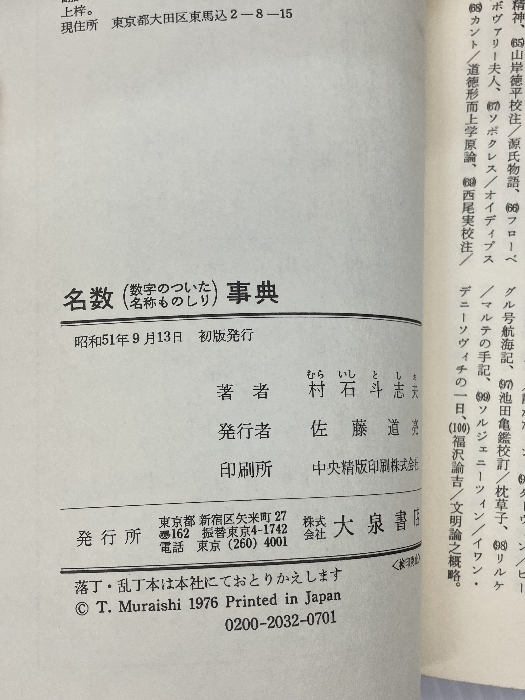 上梓。
現住所 東京都大田区東馬込2-8-15
名数(数字のついた名称ものしり)事典
昭和51年9月13日 初版発行
むら いし と し
著者 村石斗志夫
発行者 佐藤道亮
印刷所 中央精版印刷株式会社
発行所
東京都新宿区矢来町27
〠162 振替東京4-1742
電話 東京(260)4001
株式会社 大泉書店
落丁・乱丁本は本社にておとりかえします
© T. Muraishi 1976 Printed in Japan
0200-2032-0701
精神、(65)山岸徳平校注/源氏物語、(66)フローベ
ボヴァリー夫人、(67)ソポクレス/オイディプス
(68)カント/道徳形而上学原論、(69)西尾実校注/
グル号航海記、(97)池田亀鑑校訂/枕草子、(98)リルケ
/マルテの手記、(99)ソルジェニーツィン/イワン・
デニーソヴィチの一日、(100)福沢諭吉/文明論之概略。